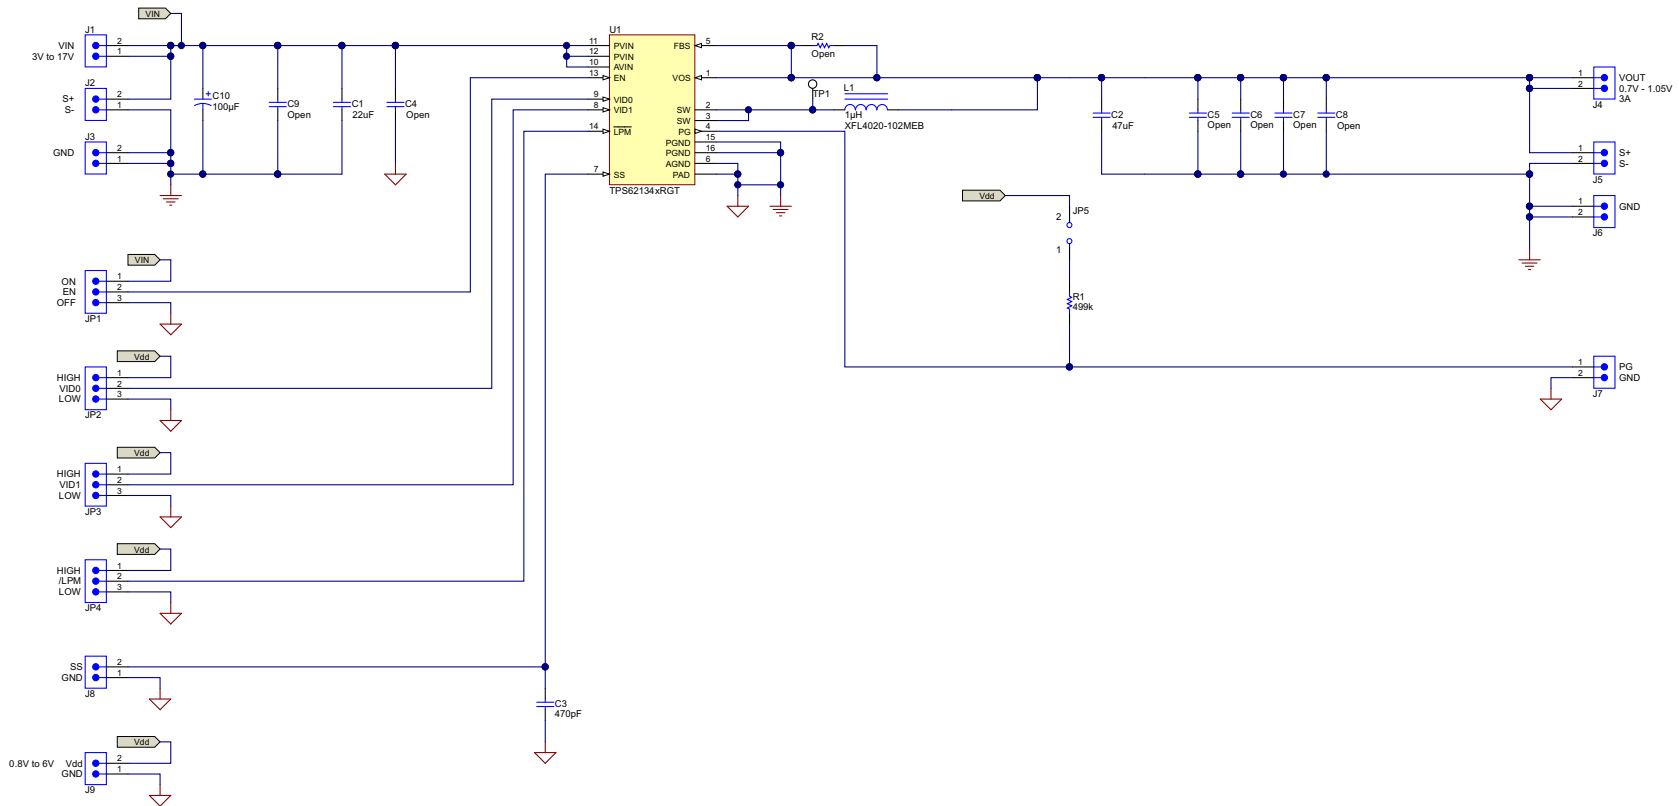 VIN
J1
VIN
3V to 17V
2
1
J2
S+
S-
2
1
J3
GND
2
1
+
C10
100µF
C9
Open
C1
22uF
C4
Open
U1
11
12
10
13
9
8
14
7
PVIN
PVIN
AVIN
EN
VID0
VID1
LPM
SS
FBS
VOS
SW
SW
PG
PGND
PGND
AGND
PAD
5
1
2
3
4
15
16
6
TPS62134xRGT
R2
Open
TP1
L1
1µH
XFL4020-102MEB
C2
47uF
C5
Open
C6
Open
C7
Open
C8
Open
1
2
VOUT
0.7V - 1.05V
3A
J4
1
2
S+
S-
J5
1
2
GND
J6
Vdd
JP5
2
1
R1
499k
1
2
PG
GND
J7
VIN
ON
EN
OFF
1
2
3
JP1
Vdd
HIGH
VID0
LOW
1
2
3
JP2
Vdd
HIGH
VID1
LOW
1
2
3
JP3
Vdd
HIGH
/LPM
LOW
1
2
3
JP4
SS
GND
2
1
J8
C3
470pF
Vdd
0.8V to 6V
Vdd
GND
2
1
J9